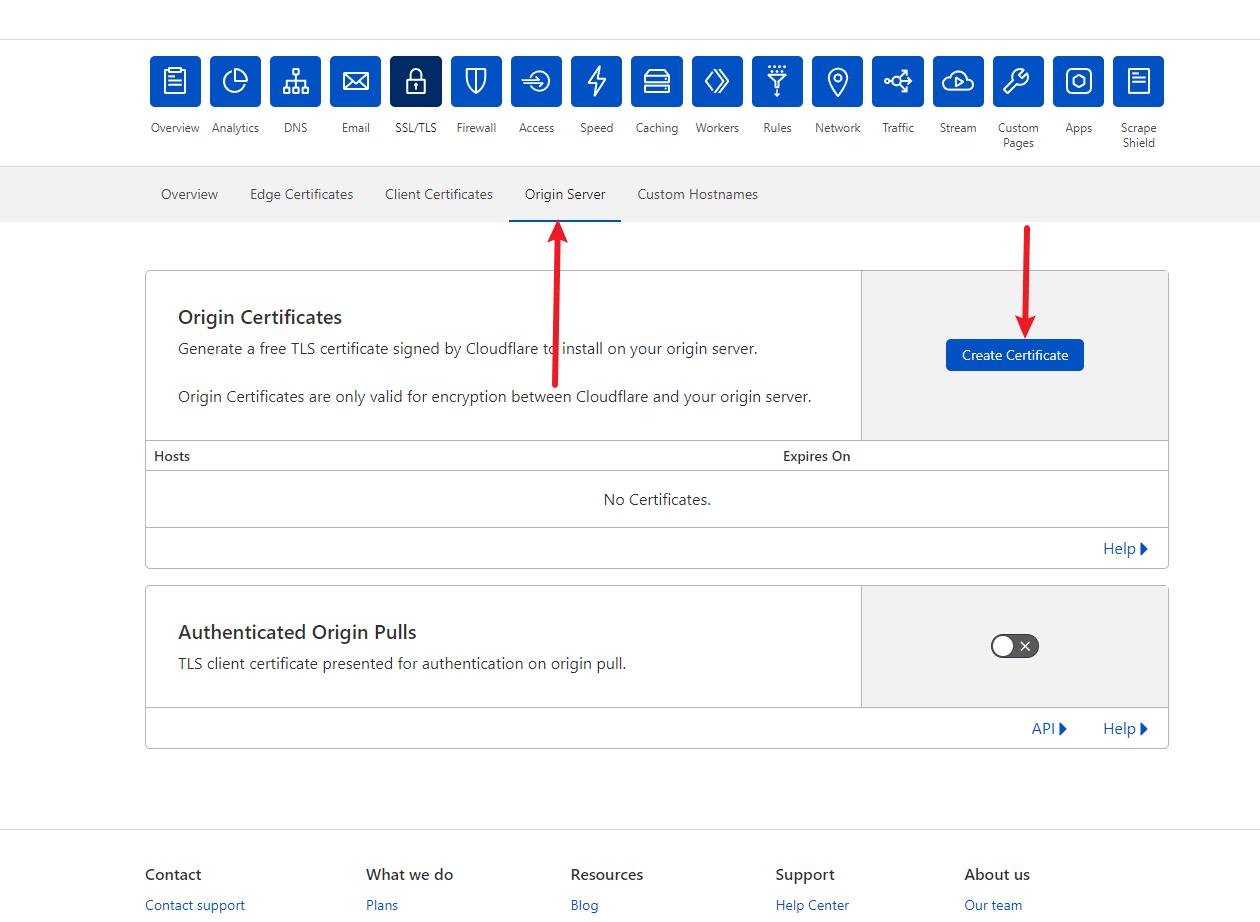 Overview Analytics DNS Email SSL/TLS Firewall Access Speed Caching Workers Rules Network Traffic Stream Custom Pages Apps Scrape Shield
Overview Edge Certificates Client Certificates Origin Server Custom Hostnames
Origin Certificates
Generate a free TLS certificate signed by Cloudflare to install on your origin server.
Create Certificate
Origin Certificates are only valid for encryption between Cloudflare and your origin server.
Hosts Expires On
No Certificates.
Help
Authenticated Origin Pulls
TLS client certificate presented for authentication on origin pull.
API Help
Contact What we do Resources Support About us
Contact support Plans Blog Help Center Our team